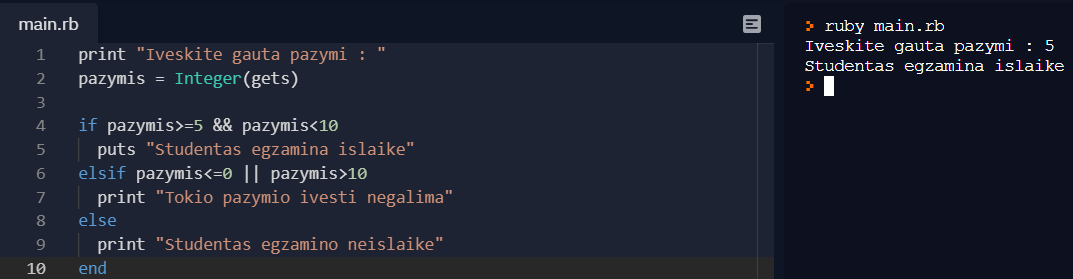 main.rb
1 print "Iveskite gauta pazymi : "
2 pazymis = Integer(gets)
3
4 if pazymis>=5 && pazymis<10
5 puts "Studentas egzamina islaike"
6 elsif pazymis<=0 || pazymis>10
7 print "Tokio pazymio ivesti negalima"
8 else
9 print "Studentas egzamino neislaike"
10 end
> ruby main.rb
Iveskite gauta pazymi : 5
Studentas egzamina islaike
>